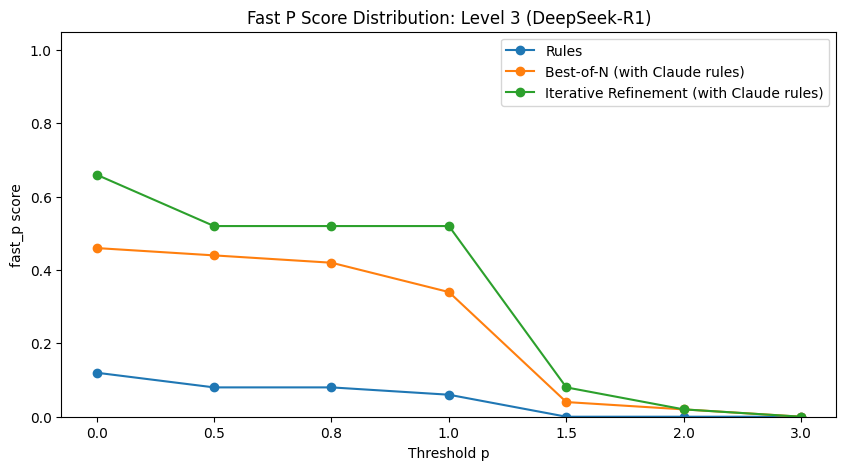 Fast P Score Distribution: Level 3 (DeepSeek-R1)
Rules
Best-of-N (with Claude rules)
Iterative Refinement (with Claude rules)
fast_p score
1.0
0.8
0.6
0.4
0.2
0.0
0.0 0.5 0.8 1.0 1.5 2.0 3.0
Threshold p